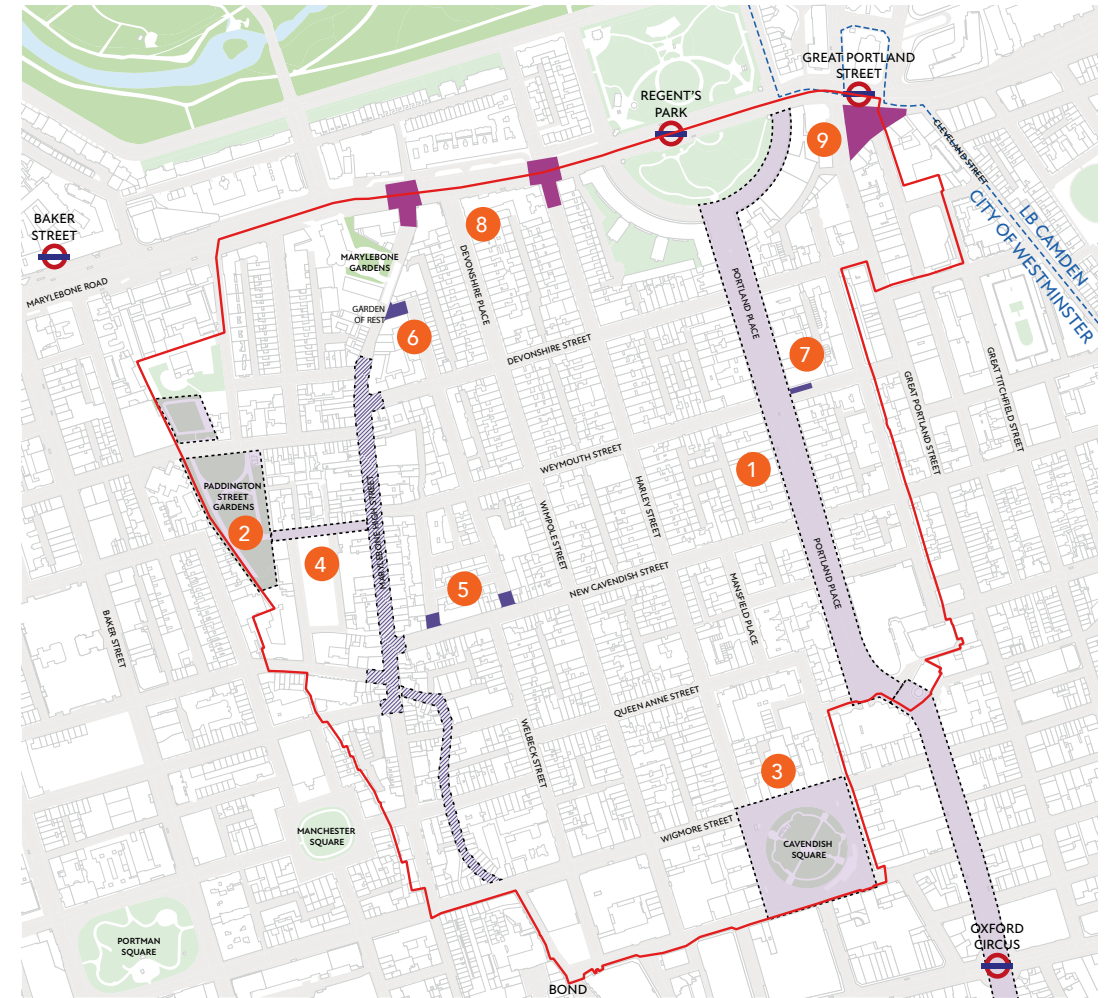 GREAT PORTLAND
STREET
REGENT'S
PARK
9
CLEVELAND STREET
LB CAMDEN
CITY OF WESTMINSTER
BAKER
STREET
8
MARYLEBONE
GARDENS
DEVONSHIRE PLACE
MARYLEBONE ROAD
PORTLAND PLACE
GARDEN
OF REST
6
DEVONSHIRE STREET
7
GREAT PORTLAND STREET
GREAT TITCHFIELD STREET
WEYMOUTH STREET
1
PADDINGTON
STREET
GARDENS
2
MARYLEBONE HIGH STREET
HARLEY STREET
WIMPOLE STREET
PORTLAND PLACE
4
5
NEW CAVENDISH STREET
MANSFIELD PLACE
BAKER STREET
QUEEN ANNE STREET
WELBECK STREET
3
WIGMORE STREET
MANCHESTER
SQUARE
CAVENDISH
SQUARE
PORTMAN
SQUARE
OXFORD
CIRCUS
BOND